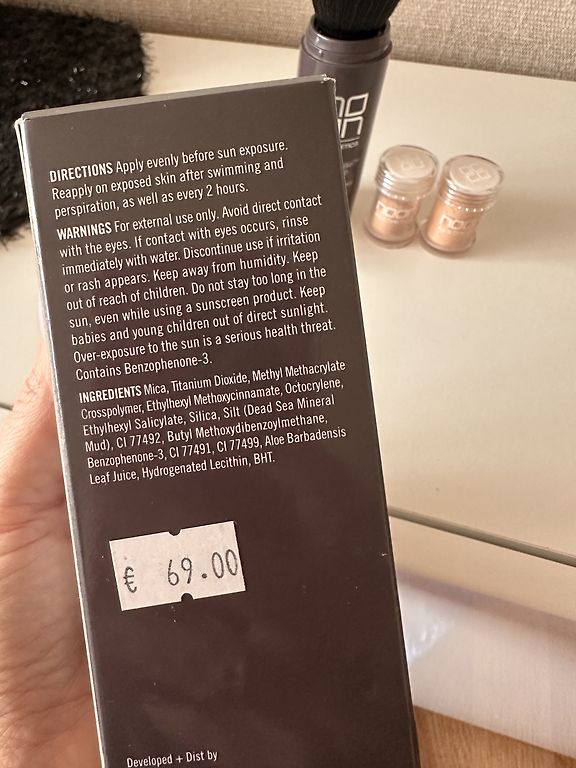 DIRECTIONS Apply evenly before sun exposure.
Reapply on exposed skin after swimming and
perspiration, as well as every 2 hours.
WARNINGS For external use only. Avoid direct contact
with the eyes. If contact with eyes occurs, rinse
immediately with water. Discontinue use if irritation
or rash appears. Keep away from humidity. Keep
out of reach of children. Do not stay too long in the
sun, even while using a sunscreen product. Keep
babies and young children out of direct sunlight.
Over-exposure to the sun is a serious health threat.
Contains Benzophenone-3.
INGREDIENTS Mica, Titanium Dioxide, Methyl Methacrylate
Crosspolymer, Ethylhexyl Methoxycinnamate, Octocrylene,
Ethylhexyl Salicylate, Silica, Silt (Dead Sea Mineral
Mud), CI 77492, Butyl Methoxydibenzoylmethane,
Benzophenone-3, CI 77491, CI 77499, Aloe Barbadensis
Leaf Juice, Hydrogenated Lecithin, BHT.
€ 69.00
Developed + Dist by